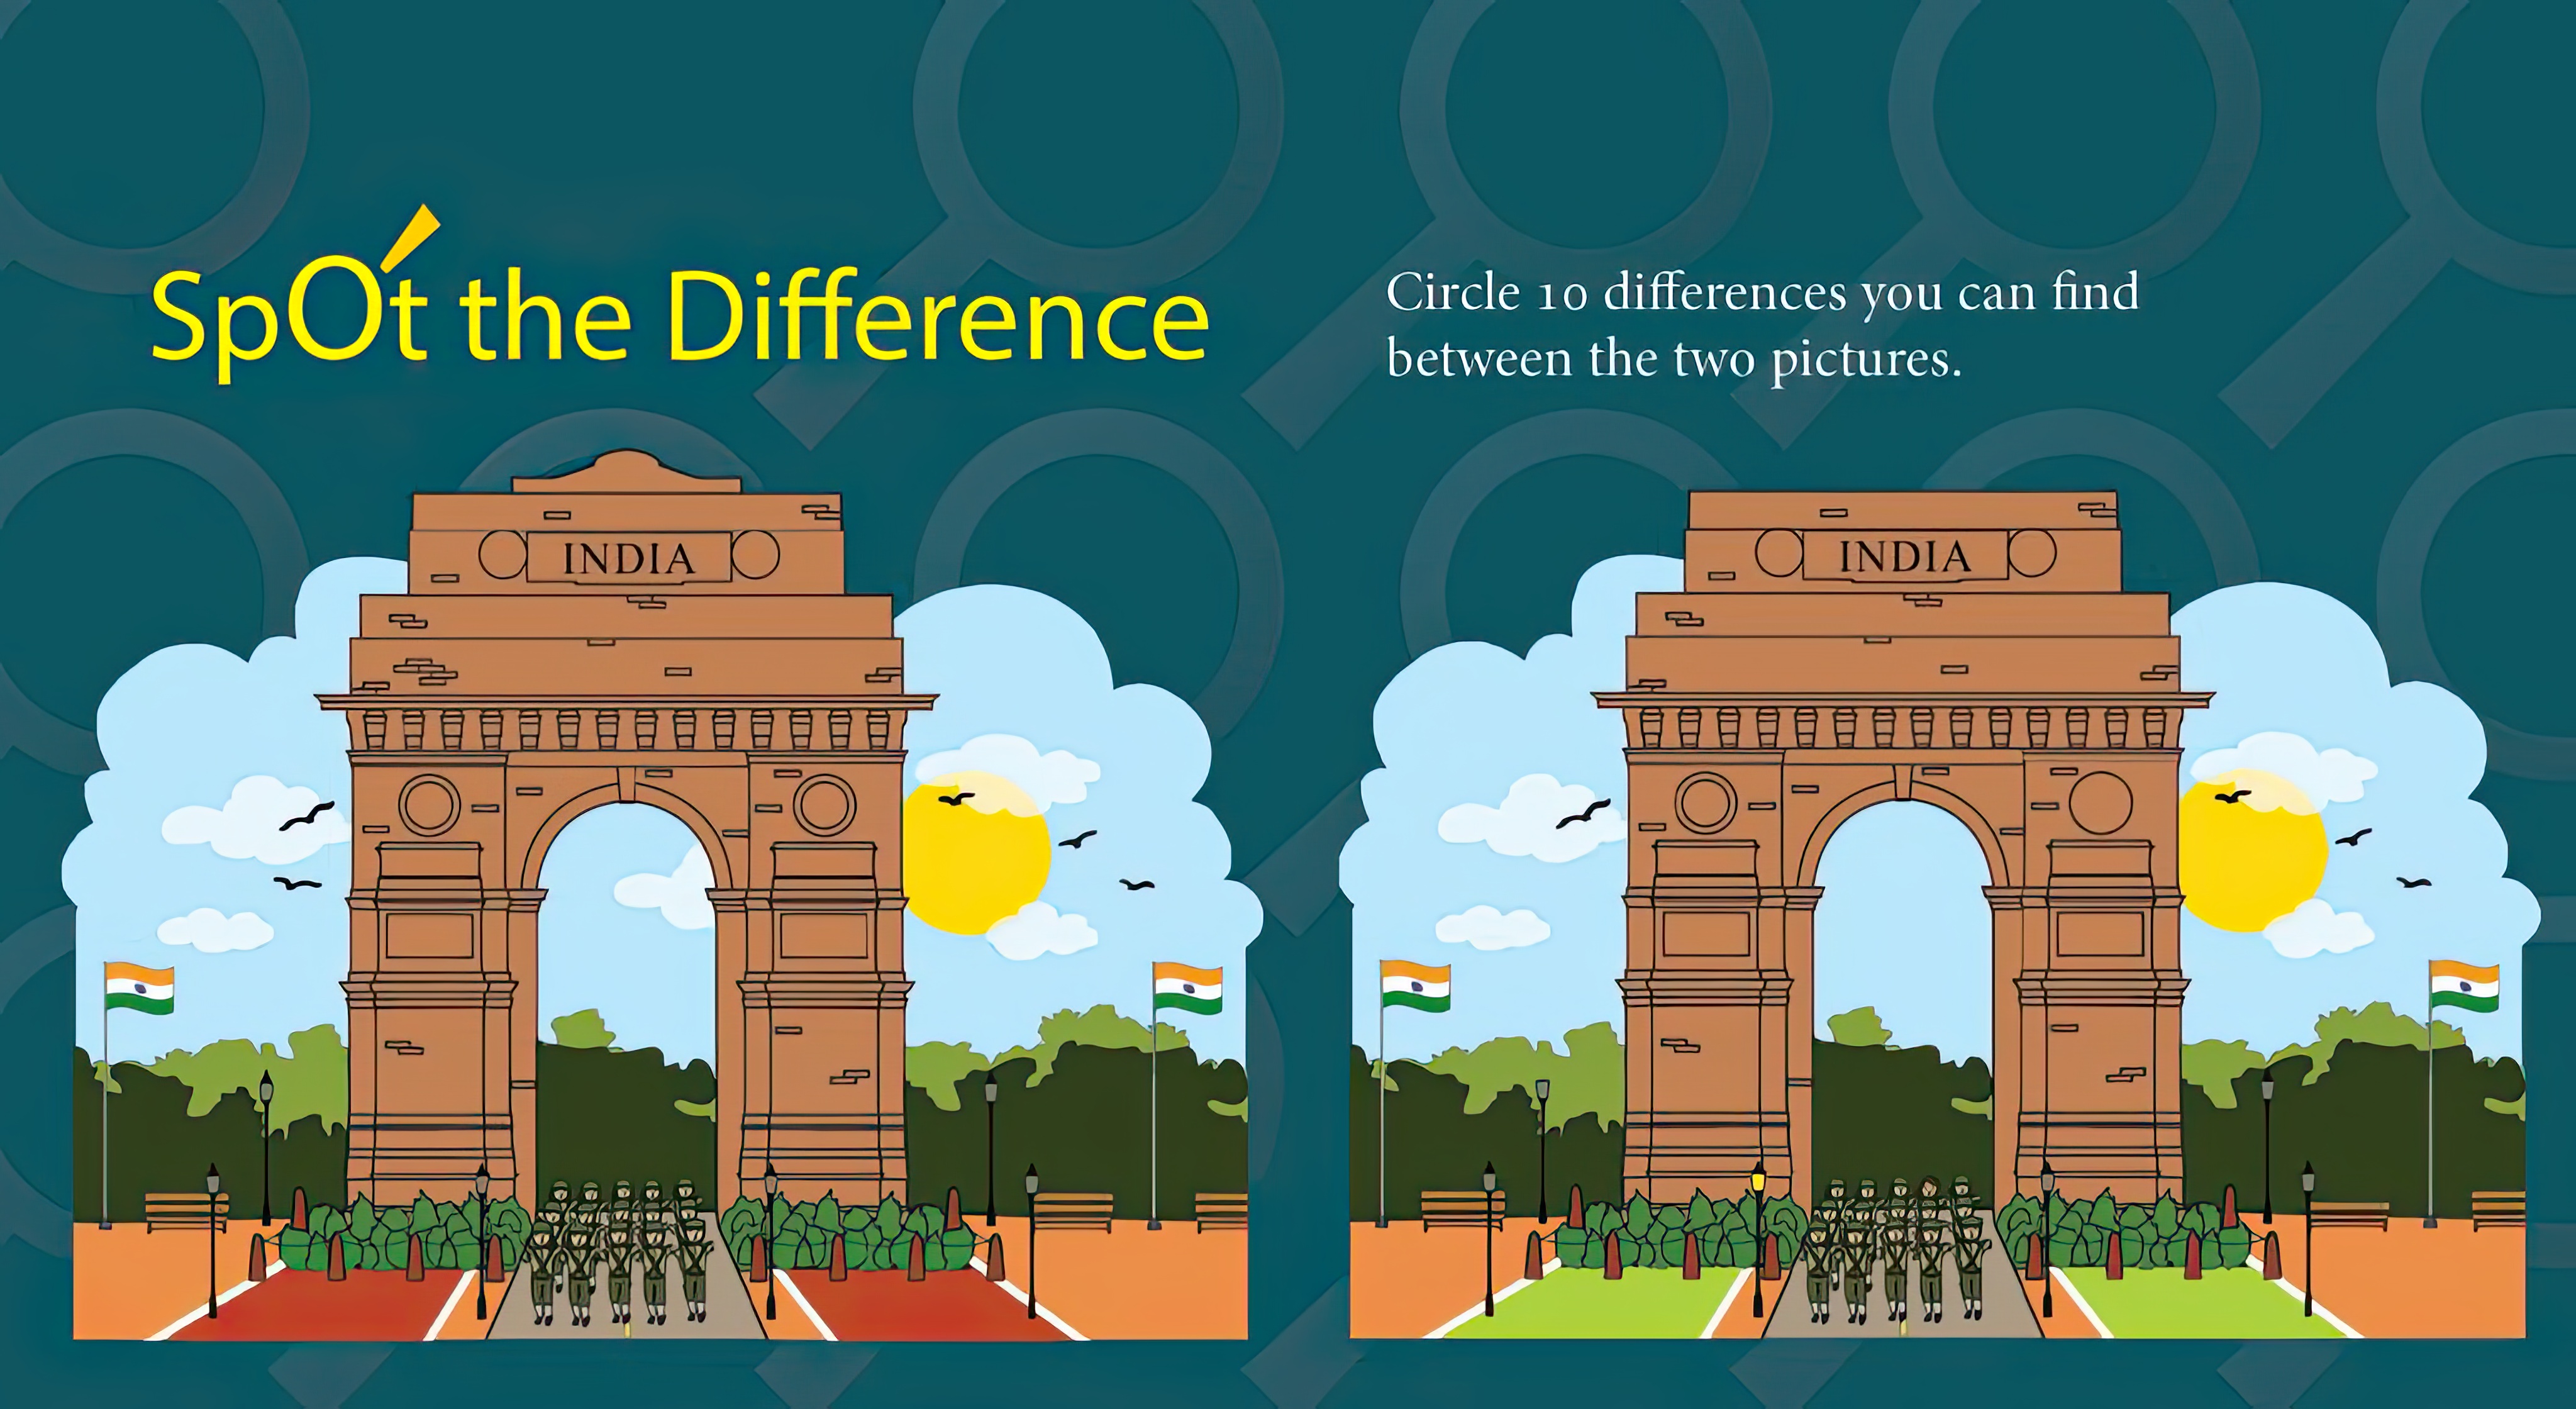 SpOt the Difference
Circle 10 differences you can find
between the two pictures.
INDIA
INDIA